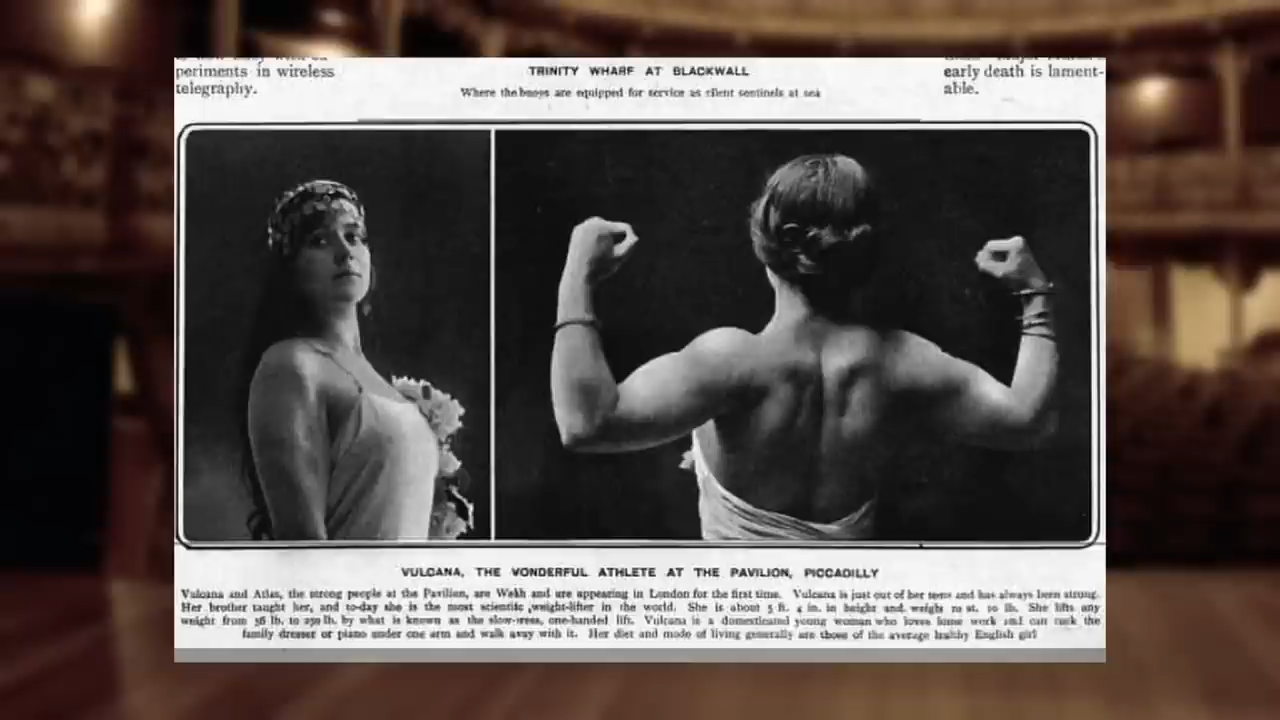 periments in wireless
telegraphy.
TRINITY WHARF AT BLACKWALL
Where the buoys are equipped for service as silent sentinels at sea
early death is lament-
able.
VULCANA, THE WONDERFUL ATHLETE AT THE PAVILION, PICCADILLY
Vulcana and Atlas, the strong people at the Pavilion, are Welsh and are appearing in London for the first time. Vulcana is just out of her teens and has always been strong.
Her brother taught her, and to-day she is the most scientific weight-lifter in the world. She is about 5 ft. 4 in. in height and weighs 10 st. 10 lb. She lifts any
weight from 56 lb. to 250 lb. by what is known as the slow-press, one-handed lift. Vulcana is a domesticated young woman who loves home work and can tuck the
family dresser or piano under one arm and walk away with it. Her diet and mode of living generally are those of the average healthy English girl